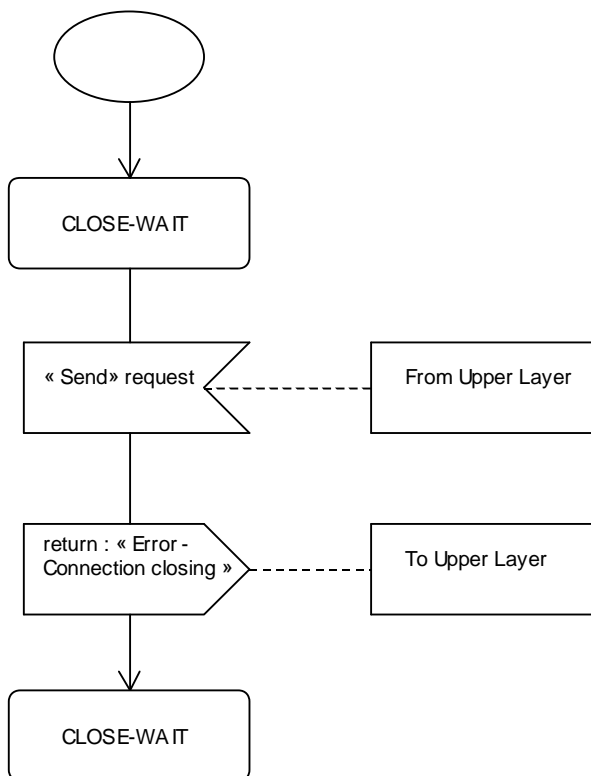 CLOSE-WAIT
« Send» request
From Upper Layer
return : « Error -
Connection closing »
To Upper Layer
CLOSE-WAIT